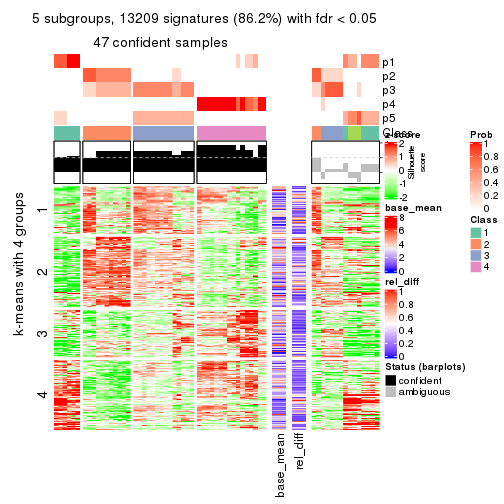 5 subgroups, 13209 signatures (86.2%) with fdr < 0.05
47 confident samples
p1
p2
p3
p4
p5
Class
Silhouette
score
k-means with 4 groups
1
2
3
4
base_mean
rel_diff
z-score
2
1
0
-1
-2
base_mean
8
6
4
2
0
rel_diff
1
0.8
0.6
0.4
0.2
0
Status (barplots)
confident
ambiguous
Prob
1
0.8
0.6
0.4
0.2
0
Class
1
2
3
4